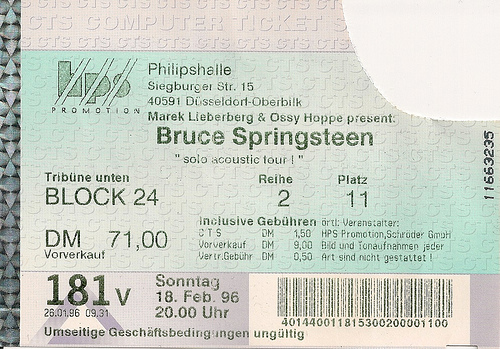 CTS COMPUTER TICKET
hps
PROMOTION
Philipshalle
Siegburger Str. 15
40591 Düsseldorf-Oberbilk
Marek Lieberberg & Ossy Hoppe present:
Bruce Springsteen
"solo acoustic tour!"
Tribüne unten Reihe Platz
BLOCK 24 2 11
Inclusive Gebühren örtl. Veranstalter:
CTS DM 1,50 HPS Promotion,Schröder GmbH
DM 71,00 Vorverkauf DM 9,00 Bild und Tonaufnahmen jeder
Vorverkauf Vertr.Gebühr DM 0,50 Art sind nicht gestattet!
181 V Sonntag
18. Feb. 96
26.01.96 09,31 20.00 Uhr
401440011815300200001100
Umseitige Geschäftsbedingungen ungültig
11663235